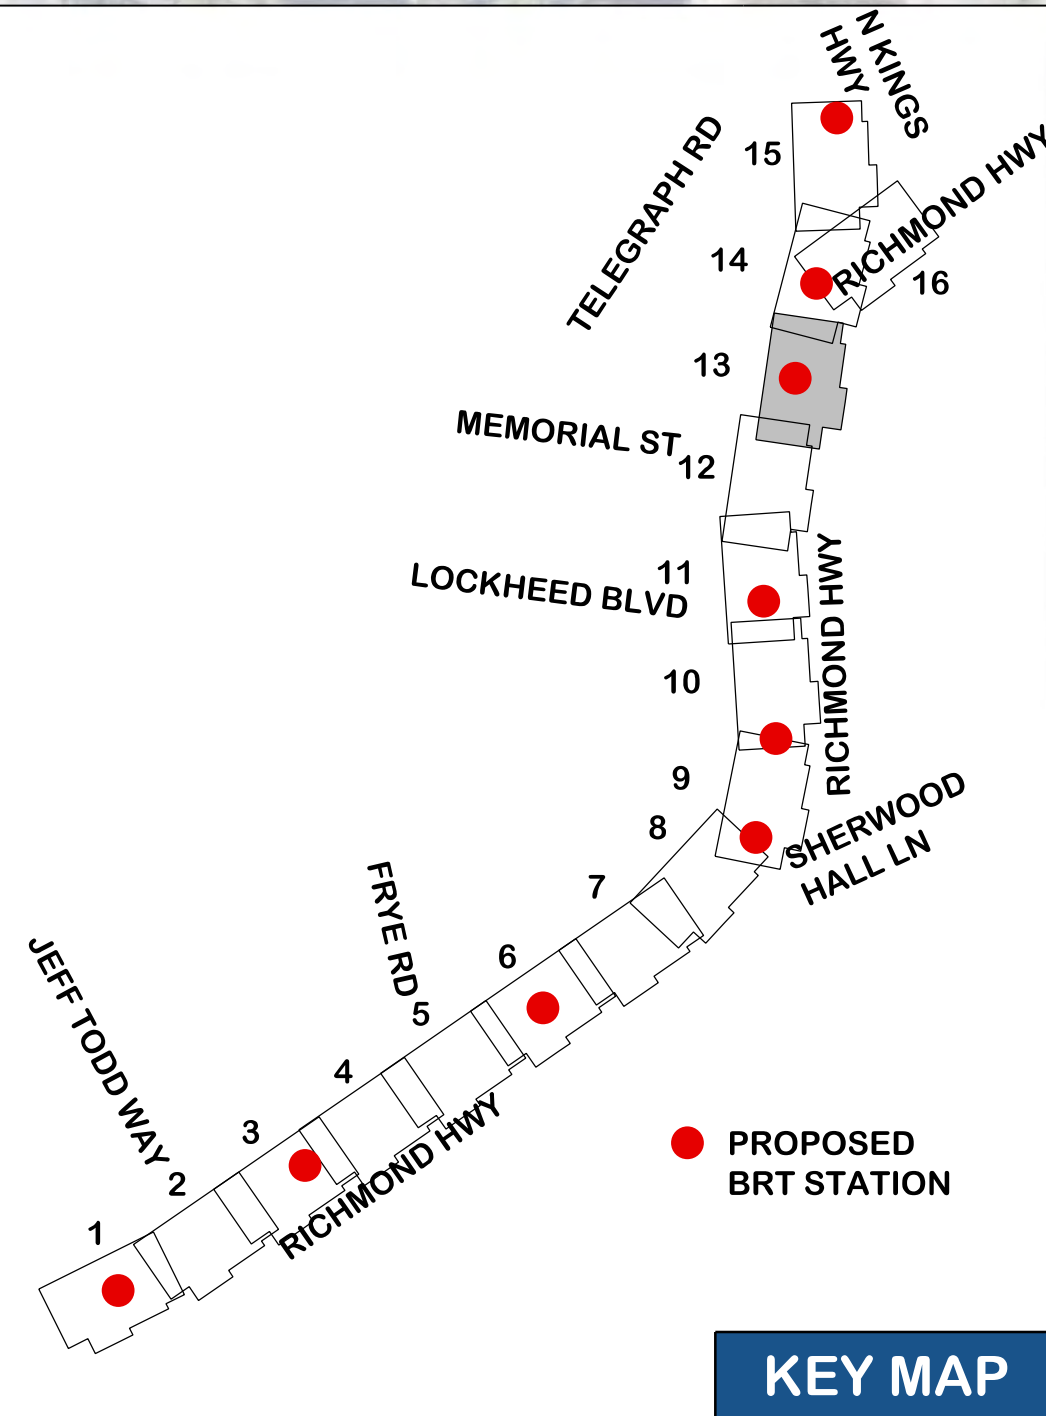 N KINGS
HWY
RICHMOND HWY
TELEGRAPH RD
15
14
16
13
MEMORIAL ST
12
11
LOCKHEED BLVD
RICHMOND HWY
10
9
SHERWOOD
HALL LN
8
7
FRYE RD
6
5
JEFF TODD WAY
4
3
RICHMOND HWY
2
1
PROPOSED
BRT STATION
KEY MAP